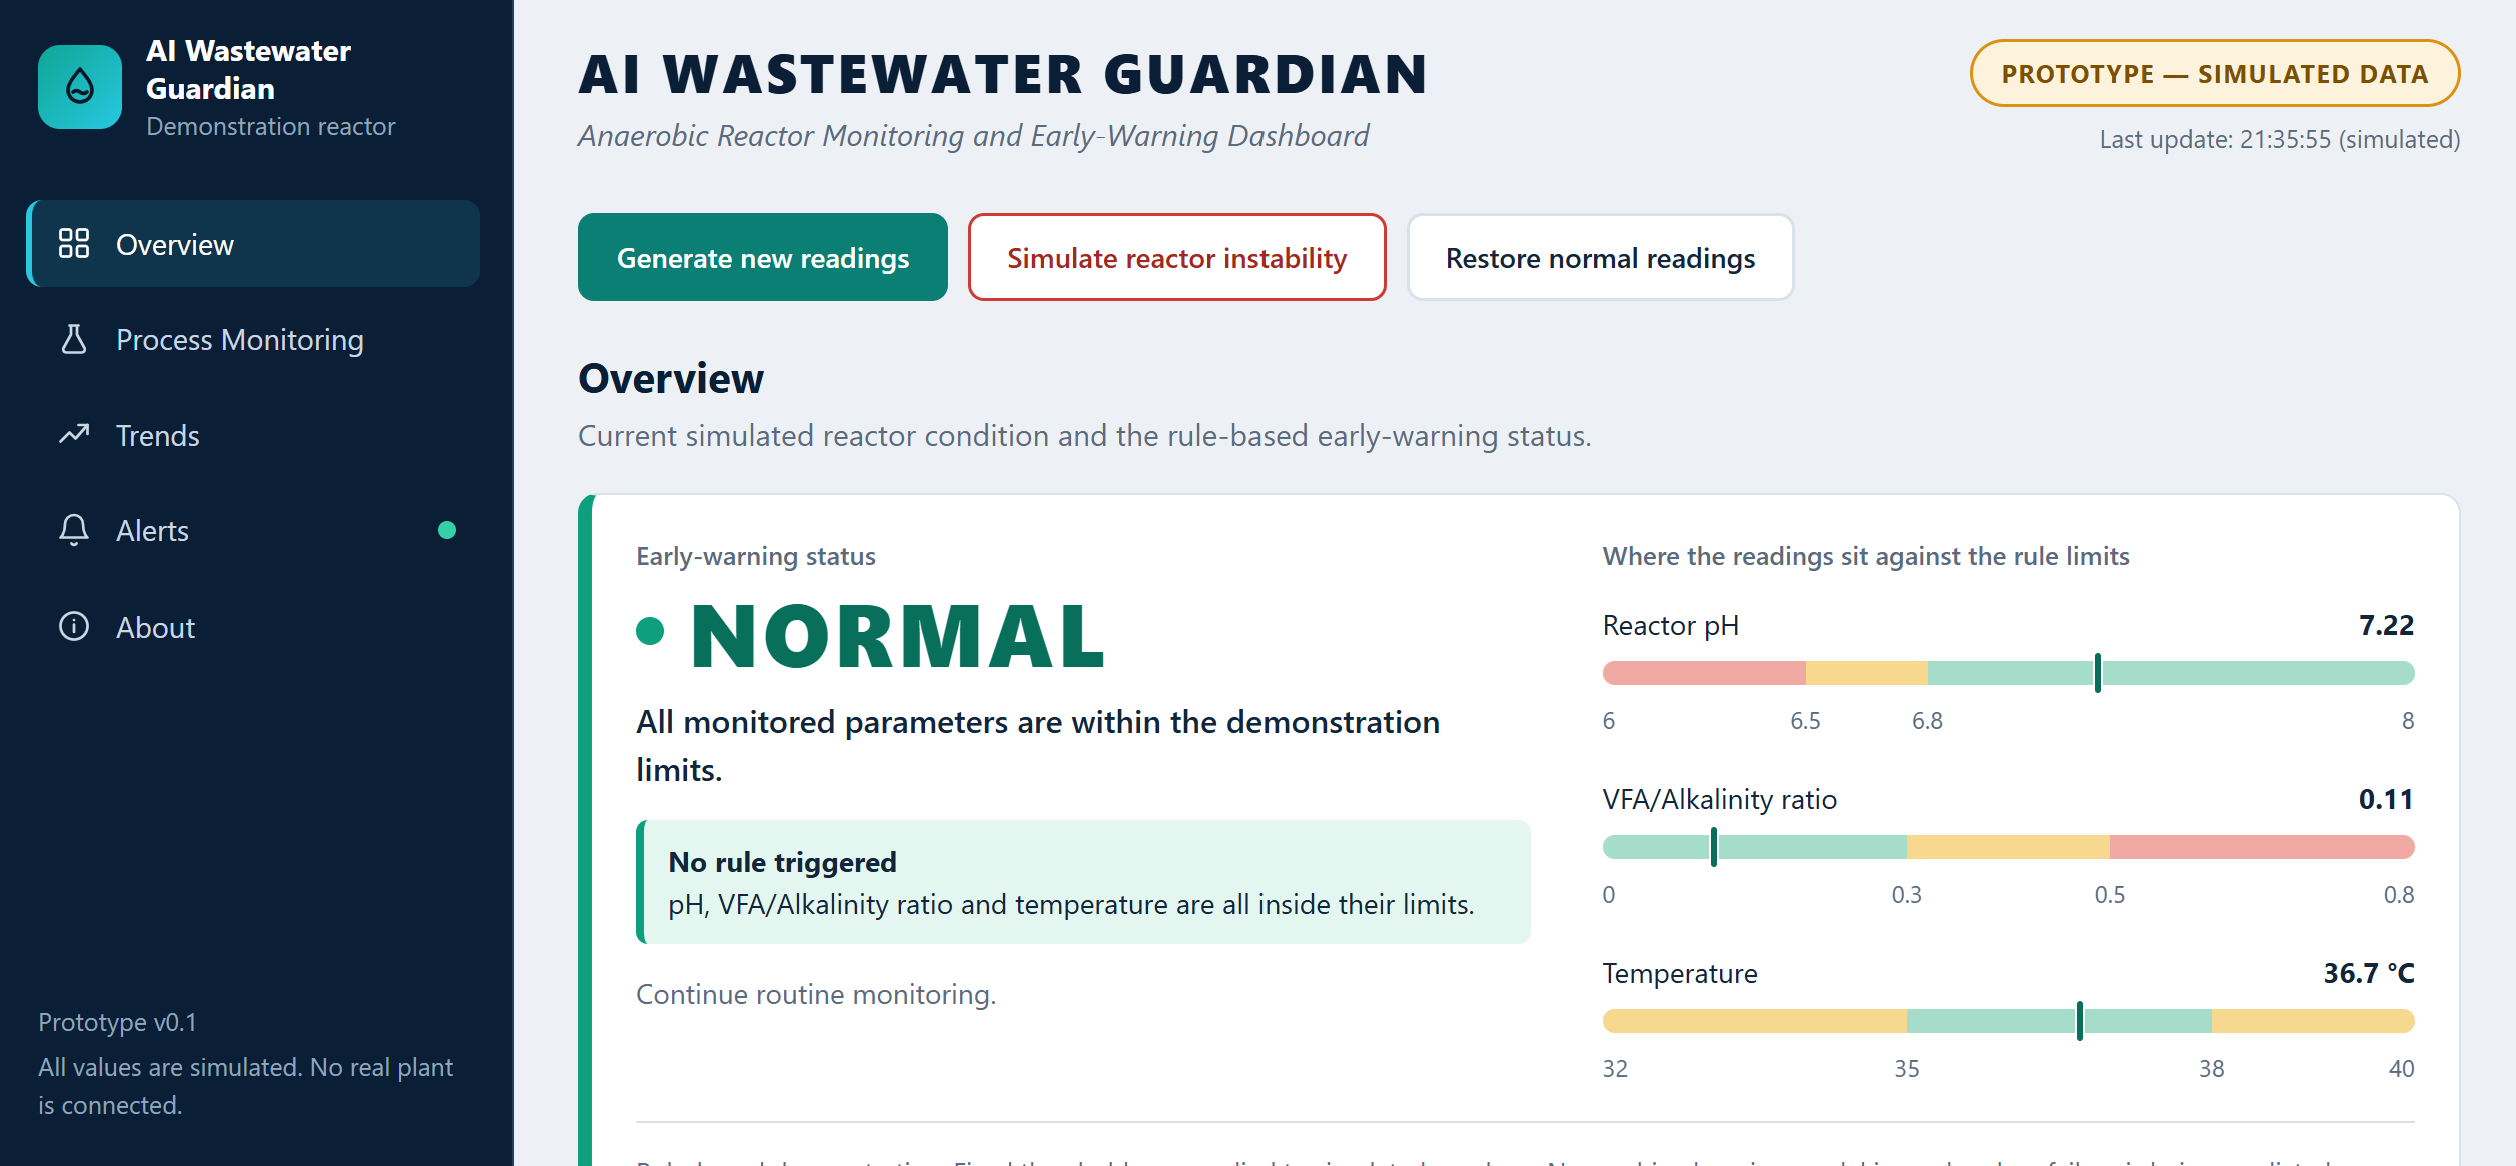 AI Wastewater
Guardian
Demonstration reactor
Overview
Process Monitoring
Trends
Alerts
About
Prototype v0.1
All values are simulated. No real plant
is connected.
AI WASTEWATER GUARDIAN
Anaerobic Reactor Monitoring and Early-Warning Dashboard
PROTOTYPE — SIMULATED DATA
Last update: 21:35:55 (simulated)
Generate new readings
Simulate reactor instability
Restore normal readings
Overview
Current simulated reactor condition and the rule-based early-warning status.
Early-warning status
NORMAL
All monitored parameters are within the demonstration
limits.
No rule triggered
pH, VFA/Alkalinity ratio and temperature are all inside their limits.
Continue routine monitoring.
Where the readings sit against the rule limits
Reactor pH 7.22
6 6.5 6.8 8
VFA/Alkalinity ratio 0.11
0 0.3 0.5 0.8
Temperature 36.7 °C
32 35 38 40